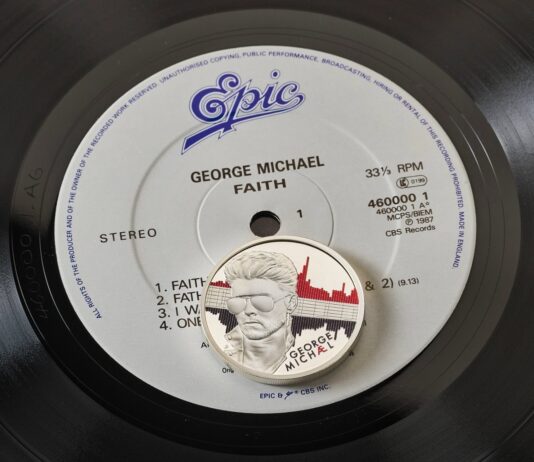 ALL RIGHTS OF THE PRODUCER AND OF THE OWNER OF THE RECORDED WORK RESERVED. UNAUTHORISED COPYING, PUBLIC PERFORMANCE, BROADCASTING, HIRING OR RENTAL OF THIS RECORDING PROHIBITED. MADE IN ENGLAND.
Epic
GEORGE MICHAEL
FAITH
33⅓ RPM
460000 1
460000 1 A°
MCPS/BIEM
Ⓟ 1987
CBS Records
1
STEREO
1. FAITH
2. FATH & 2) (9.13)
3. I WA
4. ONE
GEORGE
MICHÆL
EPIC & CBS INC.